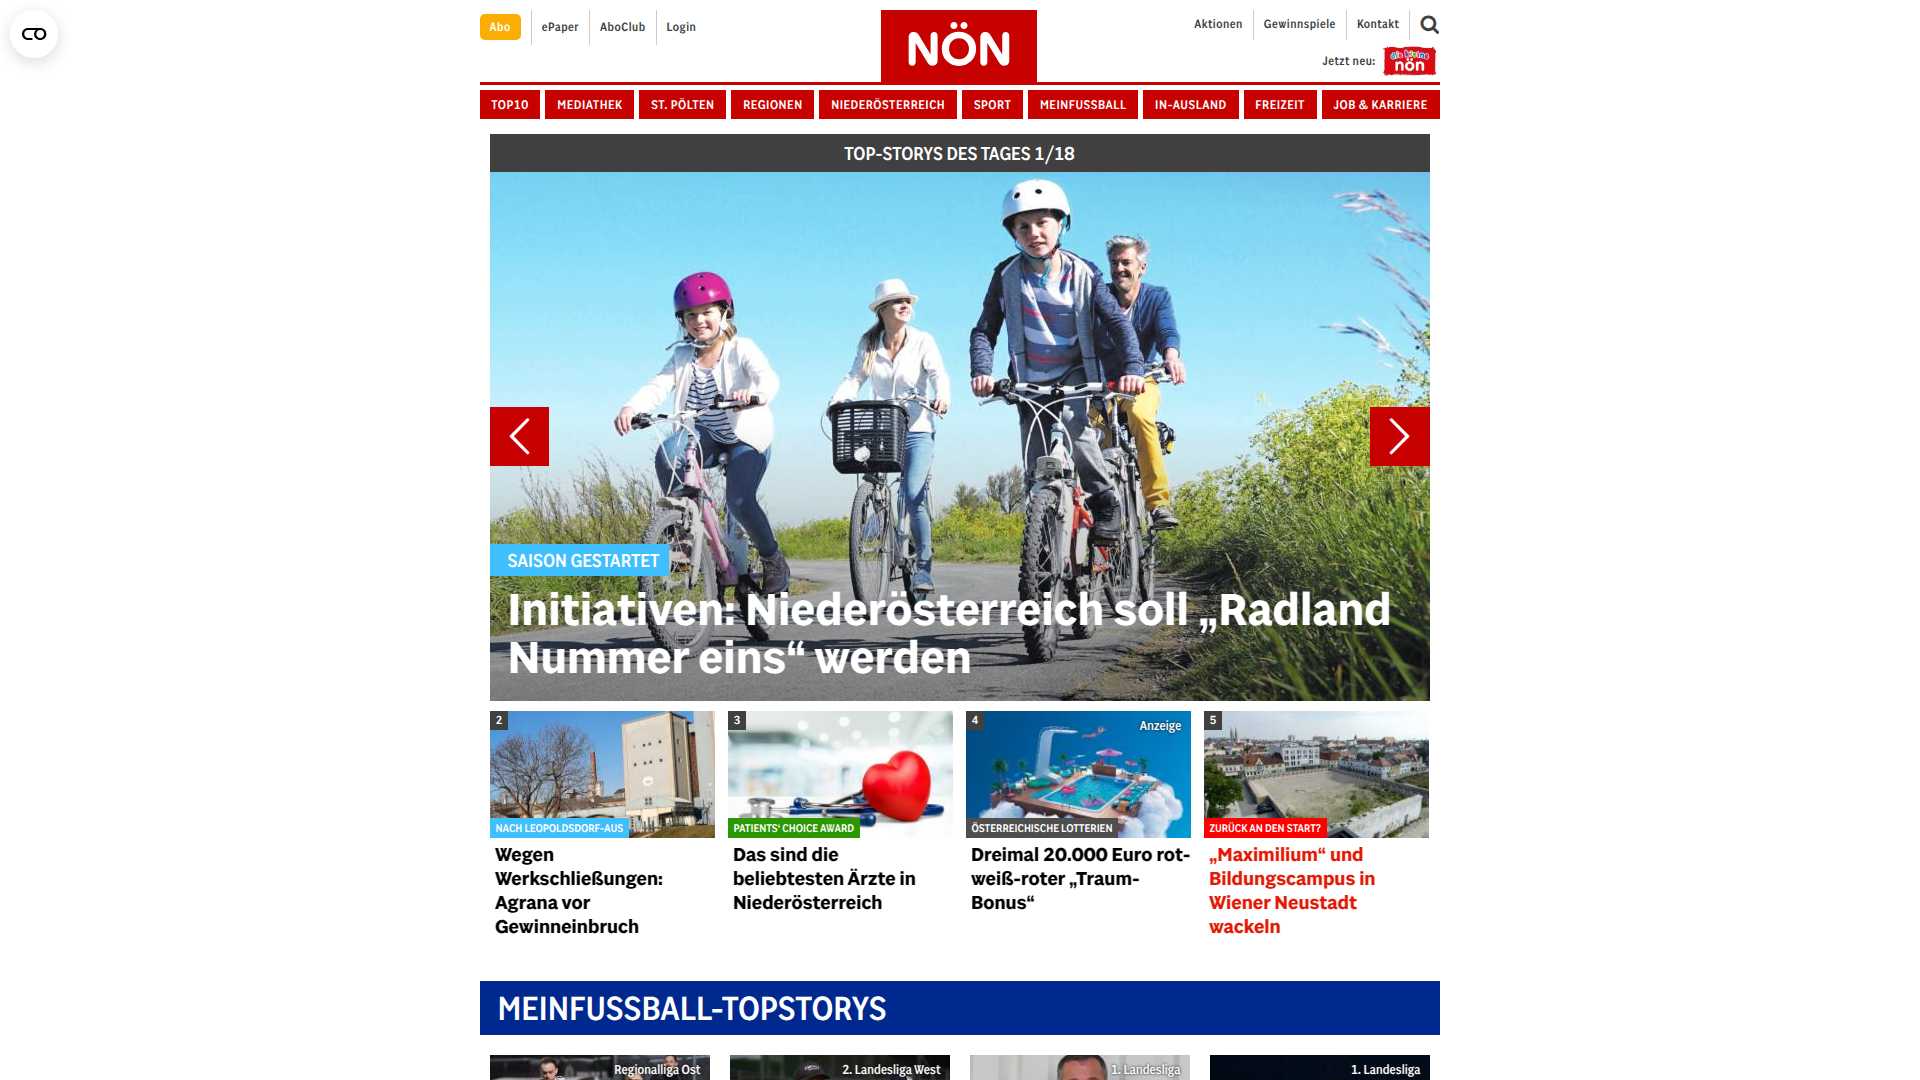 Abo
ePaper
AboClub
Login
NÖN
Aktionen
Gewinnspiele
Kontakt
Jetzt neu:
die kleine
nön
TOP10
MEDIATHEK
ST. PÖLTEN
REGIONEN
NIEDERÖSTERREICH
SPORT
MEINFUSSBALL
IN-AUSLAND
FREIZEIT
JOB & KARRIERE
TOP-STORYS DES TAGES 1/18
SAISON GESTARTET
Initiativen: Niederösterreich soll „Radland
Nummer eins“ werden
2
NACH LEOPOLDSDORF-AUS
Wegen
Werkschließungen:
Agrana vor
Gewinneinbruch
3
PATIENTS' CHOICE AWARD
Das sind die
beliebtesten Ärzte in
Niederösterreich
4
Anzeige
ÖSTERREICHISCHE LOTTERIEN
Dreimal 20.000 Euro rot-
weiß-roter „Traum-
Bonus“
5
ZURÜCK AN DEN START?
„Maximilium“ und
Bildungscampus in
Wiener Neustadt
wackeln
MEINFUSSBALL-TOPSTORYS
Regionalliga Ost
2. Landesliga West
1. Landesliga
1. Landesliga